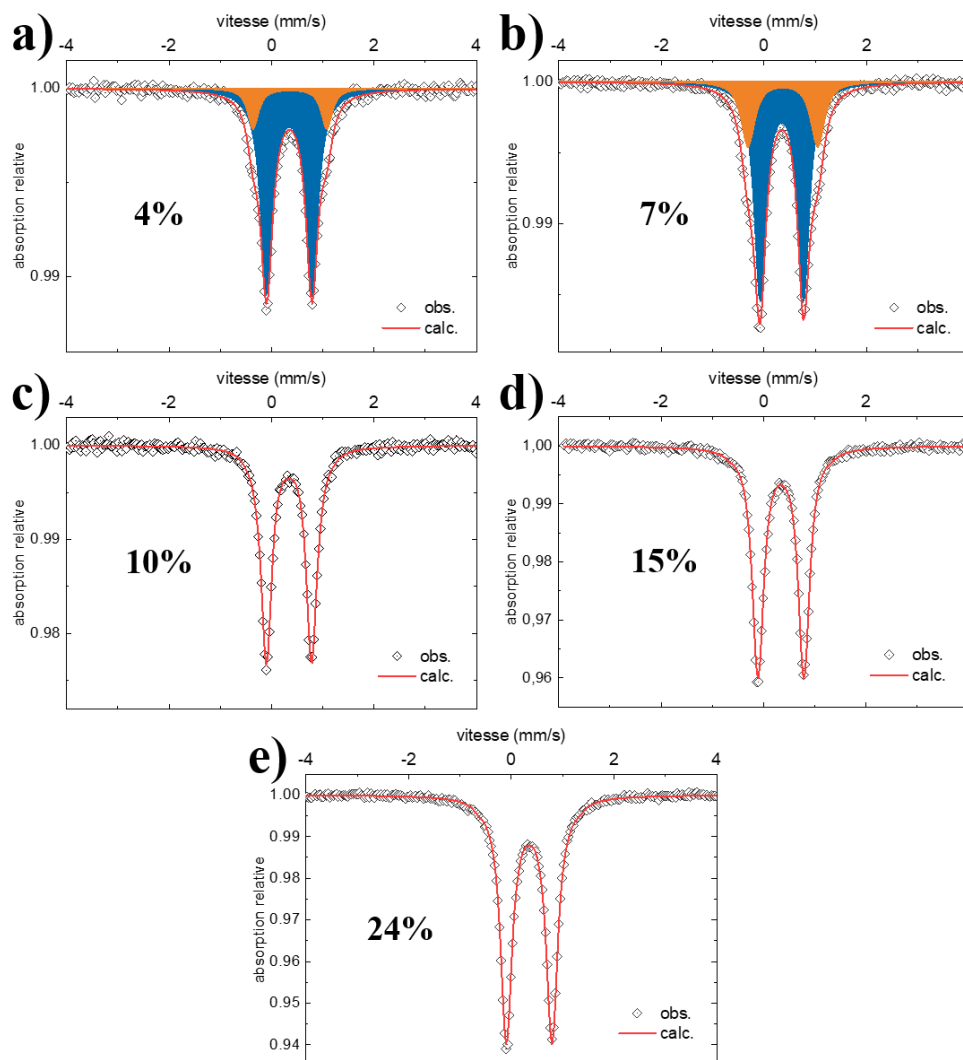 a)
vitesse (mm/s)
-4 -2 0 2 4
1.00
0.99
absorption relative
4%
obs.
calc.
b)
vitesse (mm/s)
-4 -2 0 2
1.00
0.99
absorption relative
7%
obs.
calc.
c)
vitesse (mm/s)
-4 -2 0 2 4
1.00
0.99
0.98
absorption relative
10%
obs.
calc.
d)
vitesse (mm/s)
-4 -2 0 2
1.00
0.99
0.98
0,97
0,96
absorption relative
15%
obs.
calc.
e)
vitesse (mm/s)
-4 -2 0 2 4
1.00
0.99
0.98
0.97
0.96
0.95
0.94
absorption relative
24%
obs.
calc.